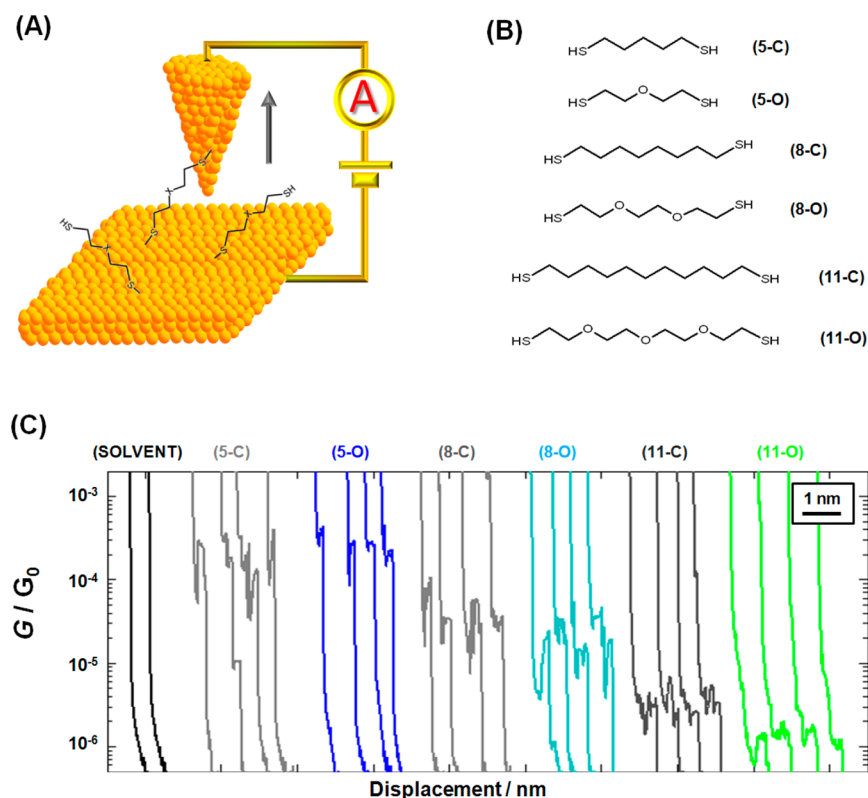 (A)
A
S
X
S
SH
X
S
HS
X
S
(B)
HS SH (5-C)
HS O SH (5-O)
HS SH (8-C)
HS O O SH (8-O)
HS SH (11-C)
HS O O O SH (11-O)
(C)
(SOLVENT) (5-C) (5-O) (8-C) (8-O) (11-C) (11-O)
1 nm
10⁻³
10⁻⁴
10⁻⁵
10⁻⁶
G / G₀
Displacement / nm